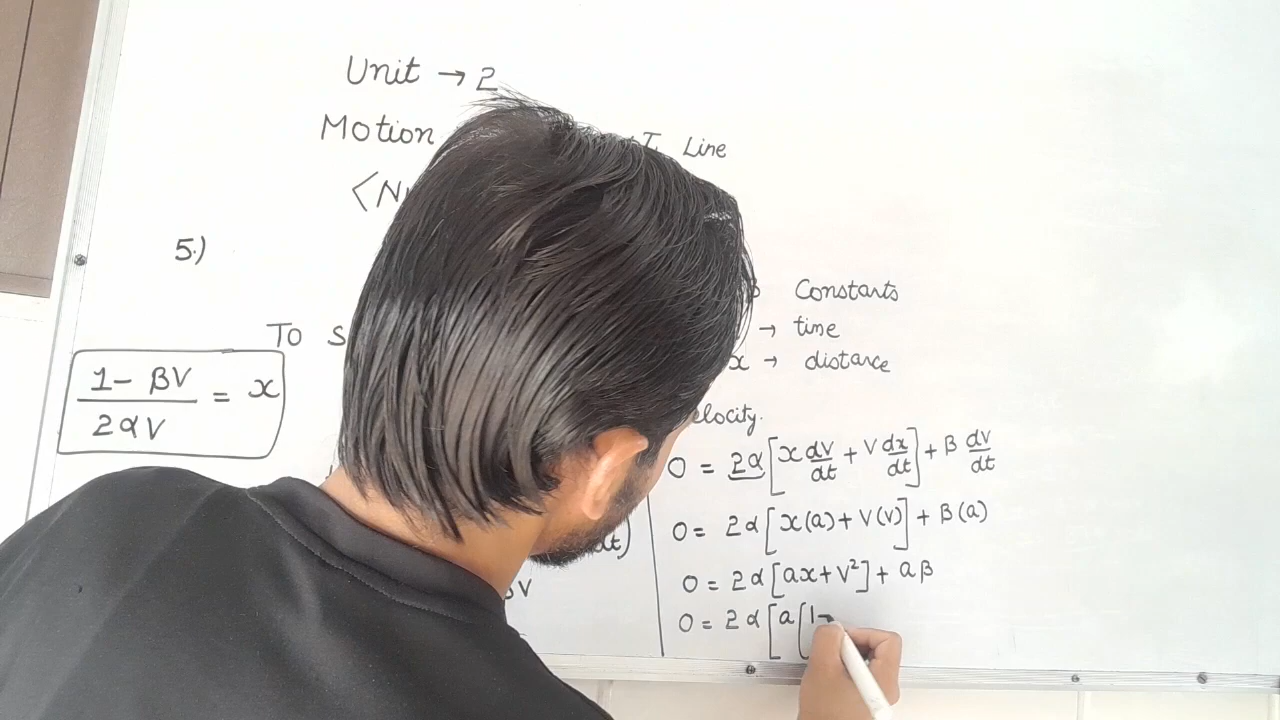 Unit → 2
Motion Line
<N
5.)
Constants
→ time
x → distance
To S
1 - βV / 2αV = x
elocity.
0 = 2α[x dv/dt + v dx/dt] + β dv/dt
0 = 2α[x(a) + v(v)] + β(a)
0 = 2α[ax + v²] + aβ
βV
0 = 2α[a[1-